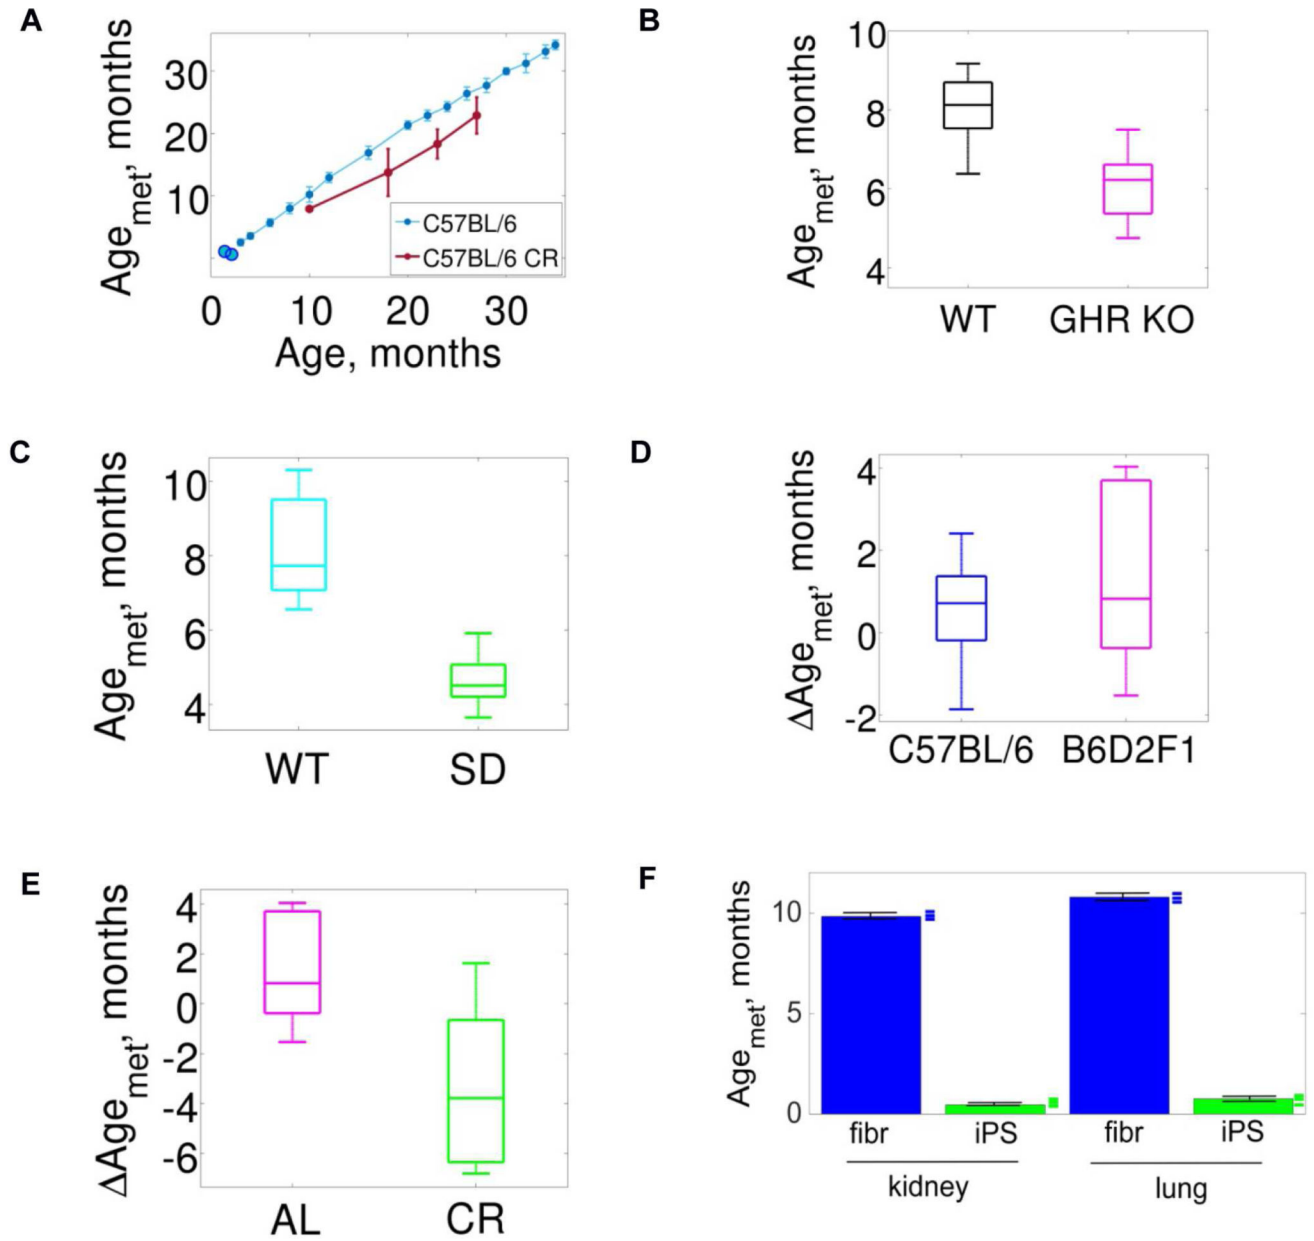 A
Age_met, months
30
20
10
C57BL/6
C57BL/6 CR
0 10 20 30
Age, months
B
Age_met, months
10
8
6
4
WT GHR KO
C
Age_met, months
10
8
6
4
WT SD
D
ΔAge_met, months
4
2
0
-2
C57BL/6 B6D2F1
E
ΔAge_met, months
4
2
0
-2
-4
-6
AL CR
F
Age_met, months
10
5
0
fibr iPS fibr iPS
kidney lung